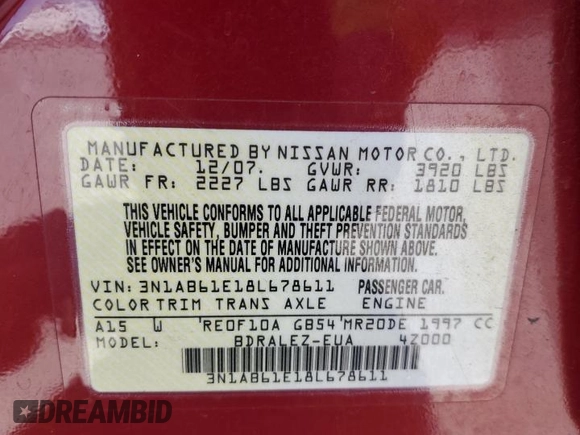 MANUFACTURED BY NISSAN MOTOR CO., LTD.
DATE: 12/07. GVWR: 3920 LBS
GAWR FR: 2227 LBS GAWR RR: 1810 LBS
THIS VEHICLE CONFORMS TO ALL APPLICABLE FEDERAL MOTOR,
VEHICLE SAFETY, BUMPER AND THEFT PREVENTION STANDARDS
IN EFFECT ON THE DATE OF MANUFACTURE SHOWN ABOVE.
SEE OWNER'S MANUAL FOR ADDITIONAL INFORMATION.
VIN: 3N1AB61E18L678611 PASSENGER CAR.
COLOR TRIM TRANS AXLE ENGINE
A15 W 'RE0F10A GB54'MR20DE 1997 CC
MODEL: BDRALEZ-EUA 4Z000
3N1AB61E18L678611
DREAMBID